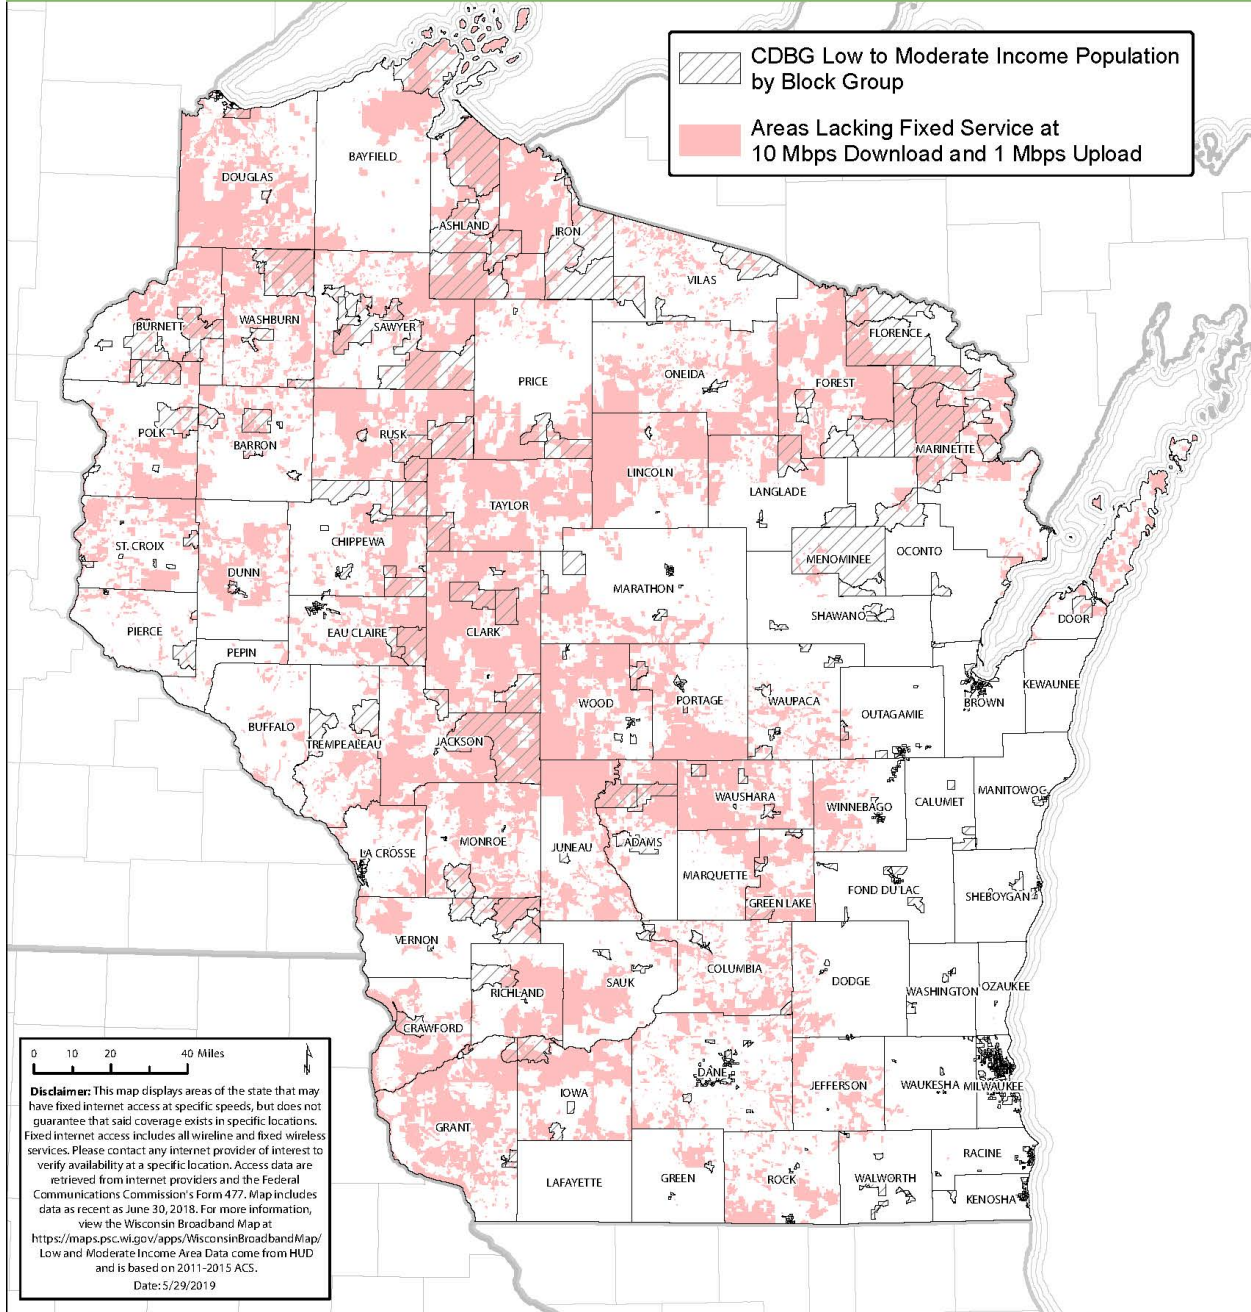 CDBG Low to Moderate Income Population
by Block Group
Areas Lacking Fixed Service at
10 Mbps Download and 1 Mbps Upload
BAYFIELD
DOUGLAS
ASHLAND
IRON
VILAS
BURNETT
WASHBURN
SAWYER
FLORENCE
PRICE
ONEIDA
FOREST
POLK
BARRON
RUSK
MARINETTE
LINCOLN
LANGLADE
TAYLOR
ST. CROIX
CHIPPEWA
MENOMINEE
OCONTO
DUNN
MARATHON
SHAWANO
DOOR
PIERCE
EAU CLAIRE
CLARK
PEPIN
KEWAUNEE
WOOD
PORTAGE
WAUPACA
BROWN
OUTAGAMIE
BUFFALO
TREMPEALEAU
JACKSON
MANITOWOC
WAUSHARA
WINNEBAGO
CALUMET
MONROE
JUNEAU
ADAMS
LA CROSSE
MARQUETTE
FOND DU LAC
SHEBOYGAN
GREEN LAKE
VERNON
COLUMBIA
DODGE
SAUK
RICHLAND
WASHINGTON
OZAUKEE
CRAWFORD
DANE
JEFFERSON
WAUKESHA
MILWAUKEE
IOWA
GRANT
RACINE
LAFAYETTE
GREEN
ROCK
WALWORTH
KENOSHA
0 10 20 40 Miles
N
Disclaimer: This map displays areas of the state that may
have fixed internet access at specific speeds, but does not
guarantee that said coverage exists in specific locations.
Fixed internet access includes all wireline and fixed wireless
services. Please contact any internet provider of interest to
verify availability at a specific location. Access data are
retrieved from internet providers and the Federal
Communications Commission's Form 477. Map includes
data as recent as June 30, 2018. For more information,
view the Wisconsin Broadband Map at
https://maps.psc.wi.gov/apps/WisconsinBroadbandMap/
Low and Moderate Income Area Data come from HUD
and is based on 2011-2015 ACS.
Date: 5/29/2019